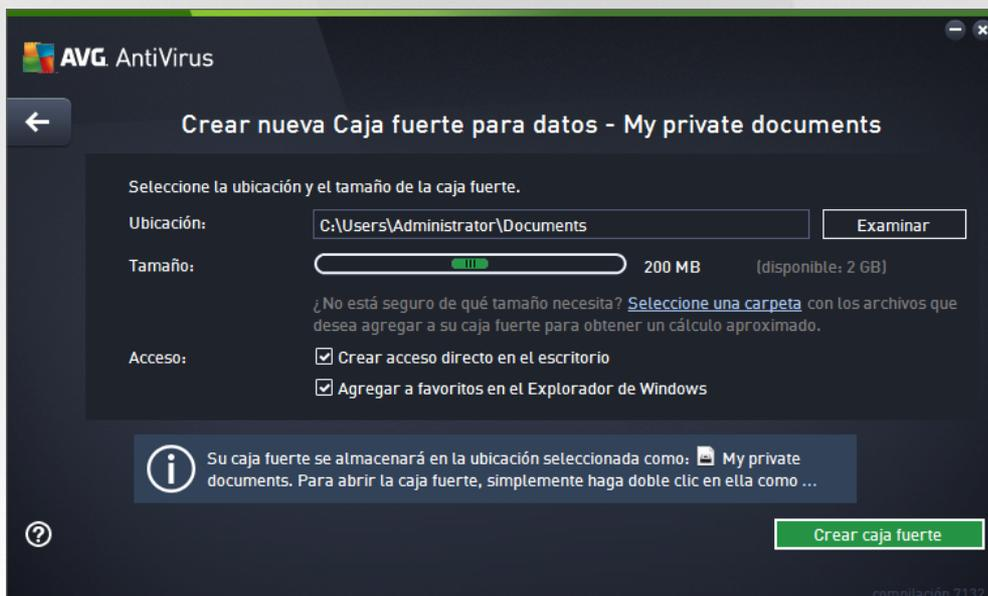 AVG AntiVirus
Crear nueva Caja fuerte para datos - My private documents
Seleccione la ubicación y el tamaño de la caja fuerte.
Ubicación: C:\Users\Administrator\Documents Examinar
Tamaño: 200 MB (disponible: 2 GB)
¿No está seguro de qué tamaño necesita? Seleccione una carpeta con los archivos que
desea agregar a su caja fuerte para obtener un cálculo aproximado.
Acceso: Crear acceso directo en el escritorio
Agregar a favoritos en el Explorador de Windows
Su caja fuerte se almacenará en la ubicación seleccionada como: My private
documents. Para abrir la caja fuerte, simplemente haga doble clic en ella como ...
Crear caja fuerte
compilación 7132